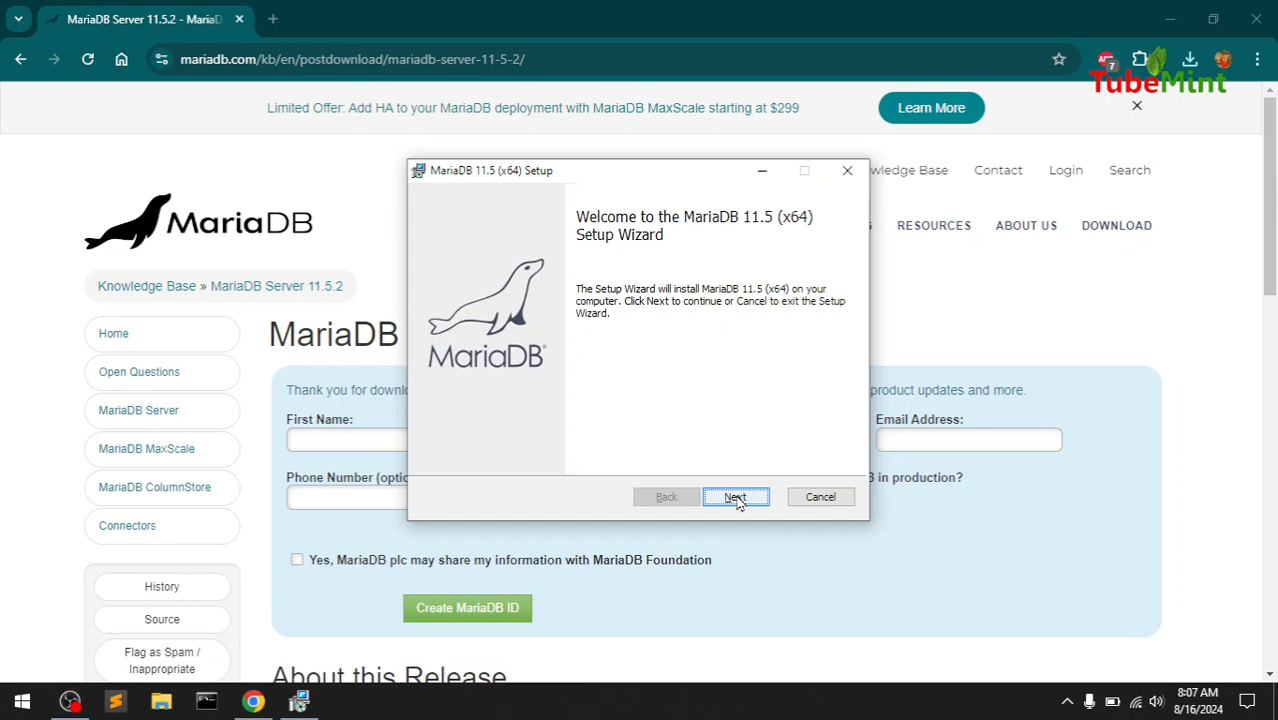 MariaDB Server 11.5.2 - MariaD
mariadb.com/kb/en/postdownload/mariadb-server-11-5-2/
7
TubeMint
Limited Offer: Add HA to your MariaDB deployment with MariaDB MaxScale starting at $299
Learn More
MariaDB
wledge Base
Contact
Login
Search
RESOURCES
ABOUT US
DOWNLOAD
Knowledge Base » MariaDB Server 11.5.2
Home
Open Questions
MariaDB Server
MariaDB MaxScale
MariaDB ColumnStore
Connectors
History
Source
Flag as Spam /
Inappropriate
MariaDB
Thank you for downlo
product updates and more.
First Name:
Email Address:
Phone Number (optio
B in production?
Yes, MariaDB plc may share my information with MariaDB Foundation
Create MariaDB ID
About this Release
MariaDB 11.5 (x64) Setup
MariaDB
Welcome to the MariaDB 11.5 (x64)
Setup Wizard
The Setup Wizard will install MariaDB 11.5 (x64) on your
computer. Click Next to continue or Cancel to exit the Setup
Wizard.
Back
Next
Cancel
8:07 AM
8/16/2024